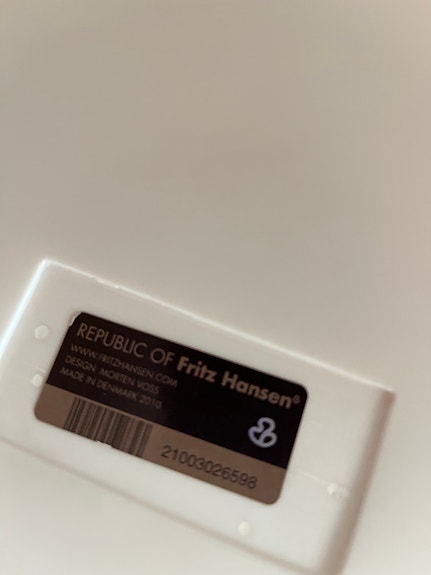 REPUBLIC OF Fritz Hansen®
WWW.FRITZHANSEN.COM
DESIGN: MORTEN VOSS
MADE IN DENMARK 2010
21003026598